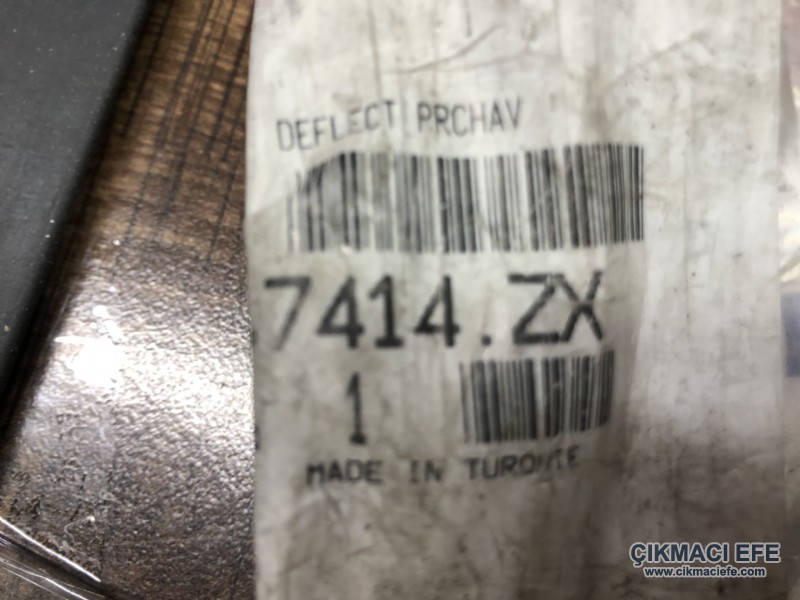 DEFLECT PRCHAV
7414.ZX
1
MADE IN TURQUIE
ÇIKMACI EFE
www.cikmaciefe.com